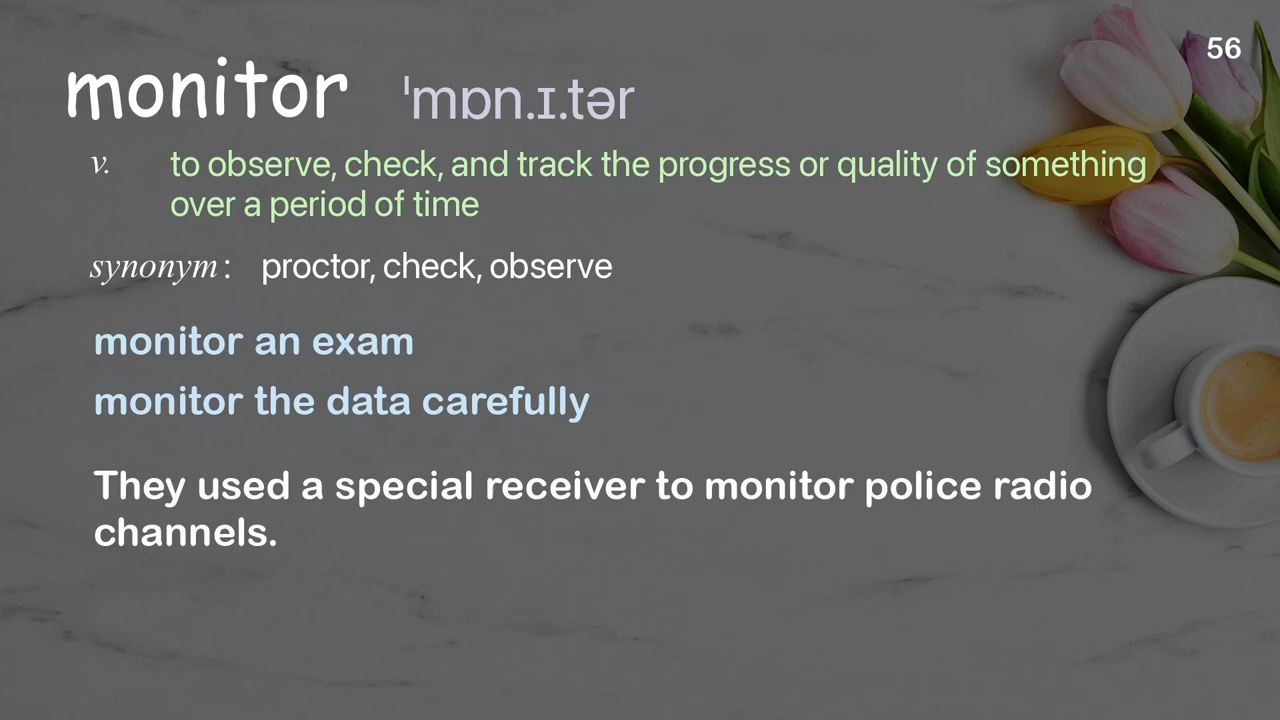 56
monitor ˈmɒn.ɪ.tər
v. to observe, check, and track the progress or quality of something
over a period of time
synonym: proctor, check, observe
monitor an exam
monitor the data carefully
They used a special receiver to monitor police radio
channels.